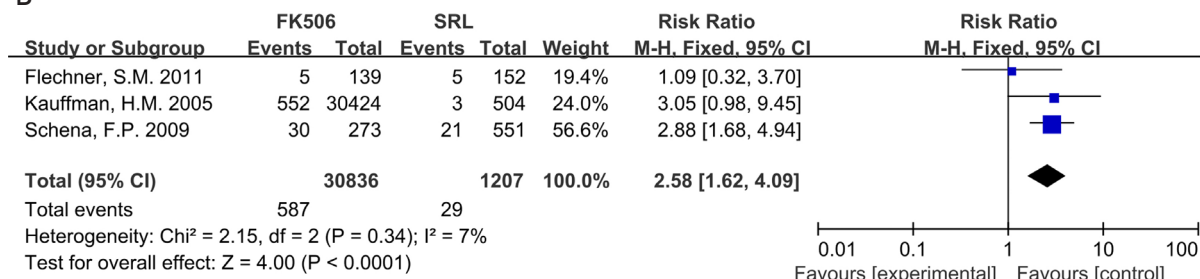 FK506 SRL Risk Ratio Risk Ratio
Study or Subgroup Events Total Events Total Weight M-H, Fixed, 95% CI M-H, Fixed, 95% CI
Flechner, S.M. 2011 5 139 5 152 19.4% 1.09 [0.32, 3.70]
Kauffman, H.M. 2005 552 30424 3 504 24.0% 3.05 [0.98, 9.45]
Schena, F.P. 2009 30 273 21 551 56.6% 2.88 [1.68, 4.94]
Total (95% CI) 30836 1207 100.0% 2.58 [1.62, 4.09]
Total events 587 29
Heterogeneity: Chi² = 2.15, df = 2 (P = 0.34); I² = 7%
Test for overall effect: Z = 4.00 (P < 0.0001)
0.01 0.1 1 10 100
Favours [experimental] Favours [control]